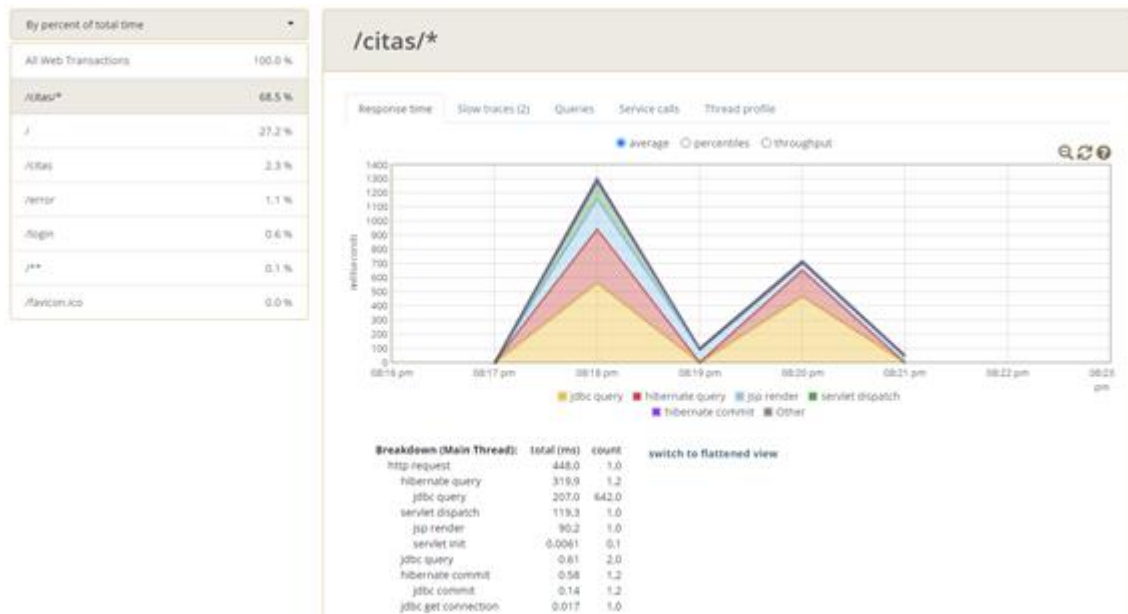 By percent of total time
All Web Transactions 100.0 %
/citas/* 68.5 %
/ 27.2 %
/citas 2.3 %
/error 1.1 %
/login 0.6 %
/** 0.1 %
/favicon.ico 0.0 %
/citas/*
Response time Slow traces (2) Queries Service calls Thread profile
average percentiles throughput
1400
1300
1200
1100
1000
900
800
700
600
500
400
300
200
100
0
milliseconds
08:16 pm 08:17 pm 08:18 pm 08:19 pm 08:20 pm 08:21 pm 08:22 pm 08:23
pm
jdbc query hibernate query jsp render servlet dispatch
hibernate commit Other
Breakdown (Main Thread): total (ms) count switch to flattened view
http request 448.0 1.0
hibernate query 319.9 1.2
jdbc query 207.0 642.0
servlet dispatch 119.3 1.0
jsp render 90.2 1.0
servlet init 0.0061 0.1
jdbc query 0.61 2.0
hibernate commit 0.58 1.2
jdbc commit 0.14 1.2
jdbc get connection 0.017 1.0